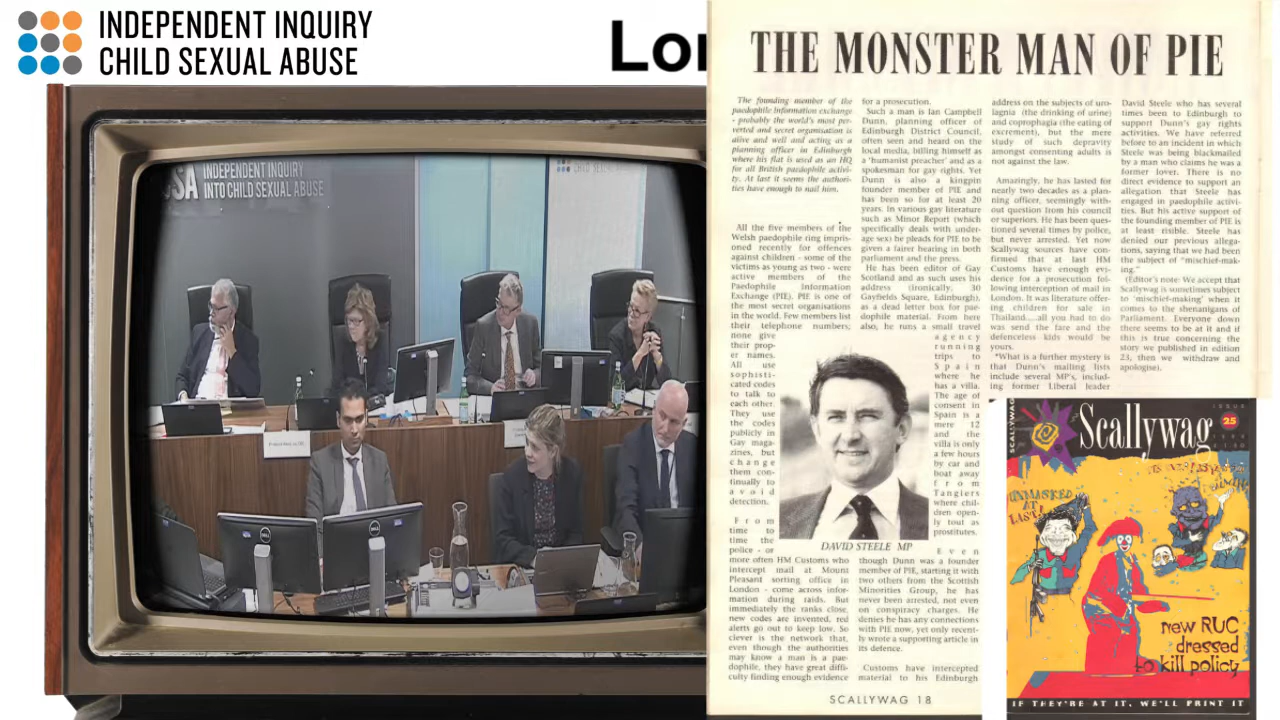 INDEPENDENT INQUIRY
CHILD SEXUAL ABUSE
Lon
INDEPENDENT INQUIRY
INTO CHILD SEXUAL ABUSE
THE MONSTER MAN OF PIE
The founding member of the
paedophile information exchange
- probably the world's most per-
verted and secret organisation is
alive and well and acting as a
planning officer in Edinburgh
where his flat is used as an HQ
for all British paedophile activi-
ty. At last it seems the authori-
ties have enough to nail him.
All the five members of the
Welsh paedophile ring impris-
oned recently for offences
against children - some of the
victims as young as two - were
active members of the
Paedophile Information
Exchange (PIE). PIE is one of
the most secret organisations
in the world. Few members list
their telephone numbers;
none give
their prop-
er names.
All use
sophisti-
cated codes
to talk to
each other.
They use
the codes
publicly in
Gay maga-
zines, but
change
them con-
tinually to
avoid
detection.
From
time to
time the
police - or
more often HM Customs who
intercept mail at Mount
Pleasant sorting office in
London - come across infor-
mation during raids. But
immediately the ranks close,
new codes are invented, red
alerts go out to keep low. So
clever is the network that,
even though the authorities
may know a man is a pae-
dophile, they have great diffi-
culty finding enough evidence
for a prosecution.
Such a man is Ian Campbell
Dunn, planning officer of
Edinburgh District Council,
often seen and heard on the
local media, billing himself as
a 'humanist preacher' and as a
spokesman for gay rights. Yet
Dunn is also a kingpin
founder member of PIE and
has been so for at least 20
years. In various gay literature
such as Minor Report (which
specifically deals with under-
age sex) he pleads for PIE to be
given a fairer hearing in both
parliament and the press.
He has been editor of Gay
Scotland and as such uses his
address (ironically, 30
Gayfields Square, Edinburgh),
as a dead letter box for pae-
dophile material. From here
also, he runs a small travel
agency
running
trips to
Spain
where he
has a villa.
The age of
consent in
Spain is a
mere 12
and the
villa is only
a few hours
by car and
boat away
from
Tangiers
where chil-
dren open-
ly tout as
prostitutes.
DAVID STEELE MP
Even
though Dunn was a founder
member of PIE, starting it with
two others from the Scottish
Minorities Group, he has
never been arrested, not even
on conspiracy charges. He
denies he has any connections
with PIE now, yet only recent-
ly wrote a supporting article in
its defence.
Customs have intercepted
material to his Edinburgh
address on the subjects of uro-
lagnia (the drinking of urine)
and coprophagia (the eating of
excrement), but the mere
study of such depravity
amongst consenting adults is
not against the law.
Amazingly, he has lasted for
nearly two decades as a plan-
ning officer, seemingly with-
out question from his council
or superiors. He has been ques-
tioned several times by police,
but never arrested. Yet now
Scallywag sources have con-
firmed that at last HM
Customs have enough evi-
dence for a prosecution fol-
lowing interception of mail in
London. It was literature offer-
ing children for sale in
Thailand....all you had to do
was send the fare and the
defenceless kids would be
yours.
"What is a further mystery is
that Dunn's mailing lists
include several MP's, includ-
ing former Liberal leader
David Steele who has several
times been to Edinburgh to
support Dunn's gay rights
activities. We have referred
before to an incident in which
Steele was being blackmailed
by a man who claims he was a
former lover. There is no
direct evidence to support an
allegation that Steele has
engaged in paedophile activi-
ties. But his active support of
the founding member of PIE is
at least risible. Steele has
denied our previous allega-
tions, saying that we had been
the subject of "mischief-mak-
ing."
(Editor's note: We accept that
Scallywag is sometimes subject
to 'mischief-making' when it
comes to the shenanigans of
Parliament. Everyone down
there seems to be at it and if
this is true concerning the
story we published in edition
23, then we withdraw and
apologise).
SCALLYWAG 18
SCALLYWAG
Scallywag
ISSUE
25
UNMASKED
AT
LAST!
new RUC
dressed
to kill policy
IF THEY'RE AT IT, WE'LL PRINT IT